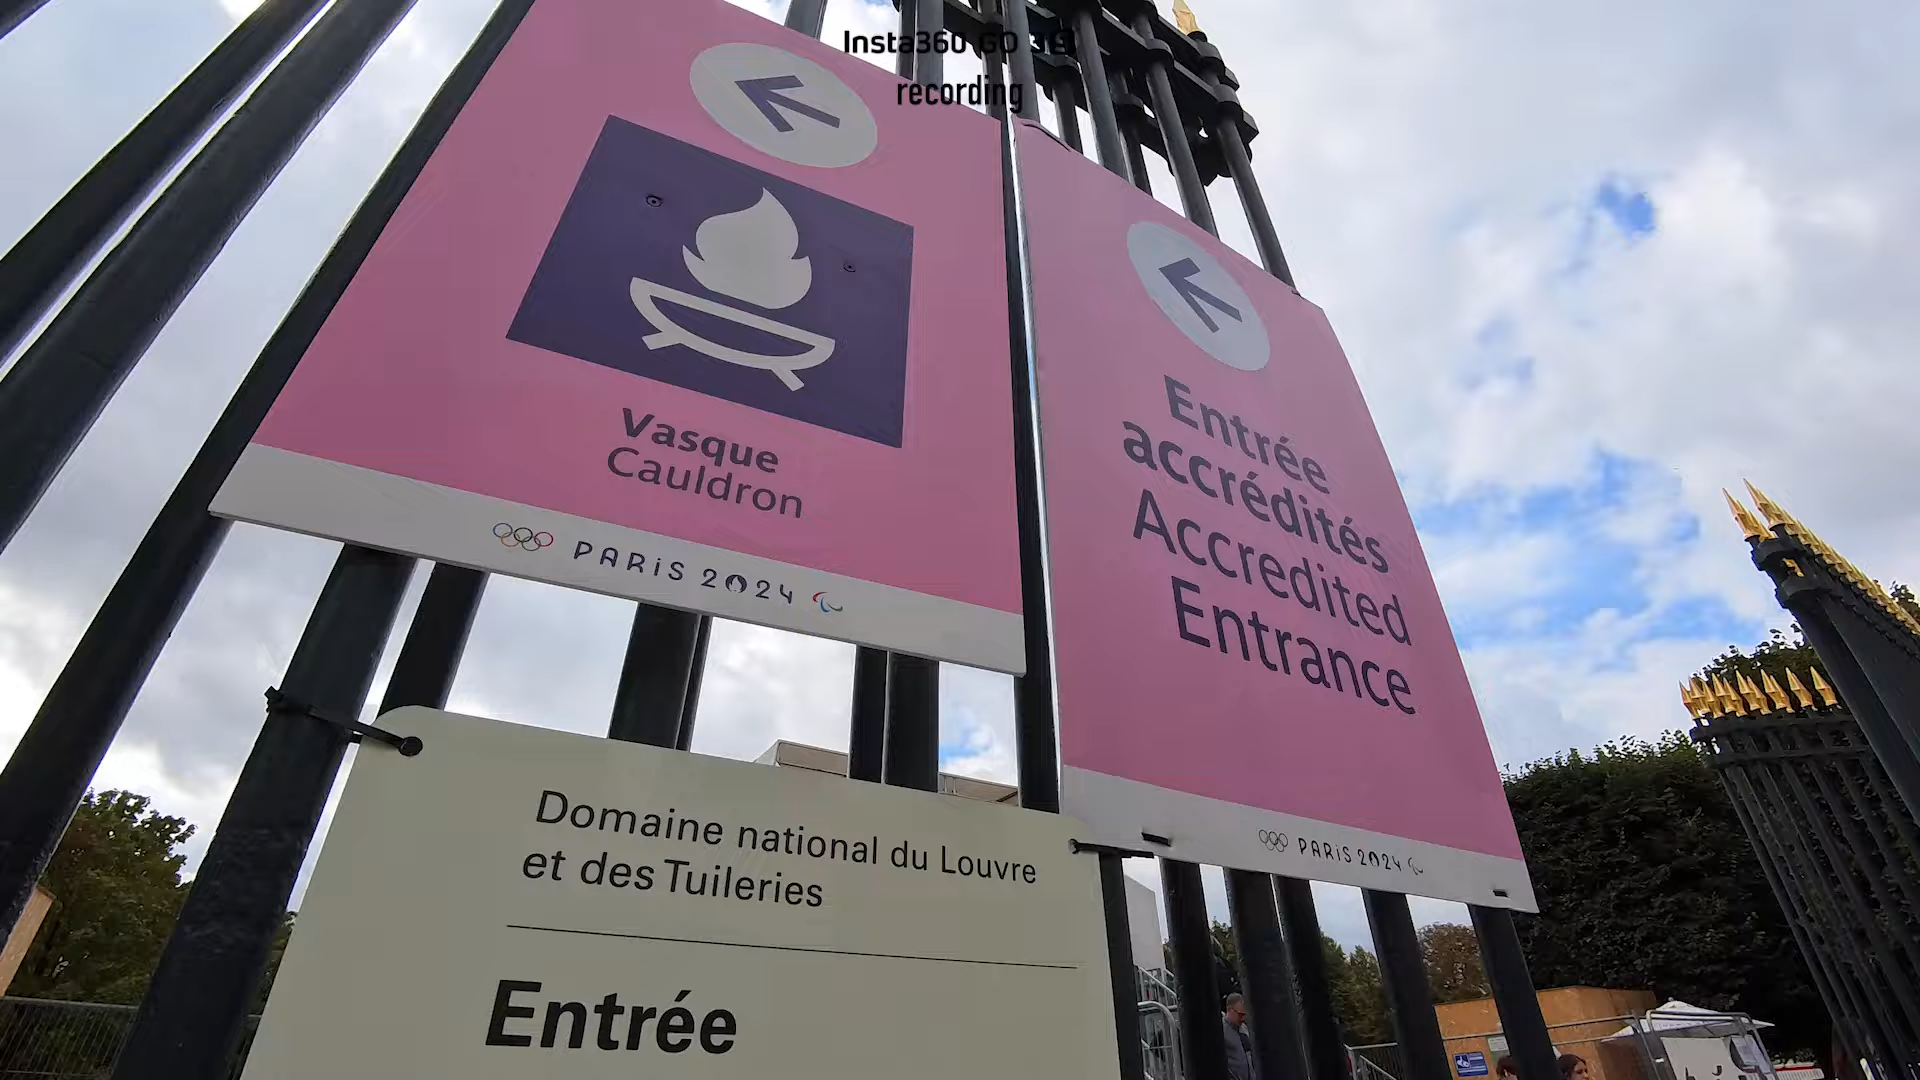 Insta360 GO 3S
recording
Vasque
Cauldron
PARIS 2024
Entrée
accrédités
Accredited
Entrance
PARIS 2024
Domaine national du Louvre
et des Tuileries
Entrée